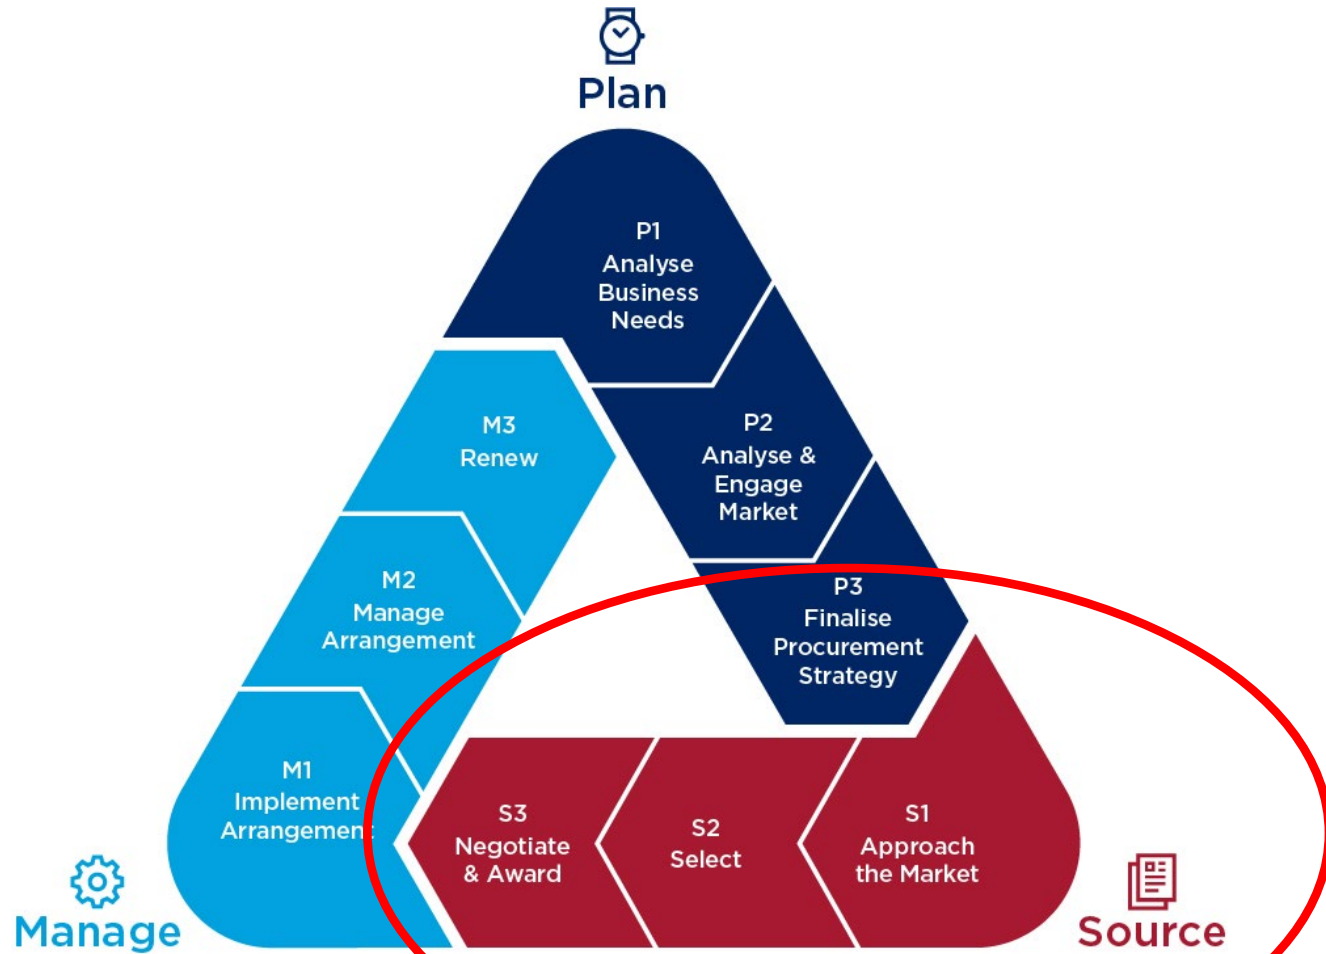 Plan
P1
Analyse
Business
Needs
P2
Analyse &
Engage
Market
P3
Finalise
Procurement
Strategy
S1
Approach
the Market
S2
Select
S3
Negotiate
& Award
Source
M1
Implement
Arrangement
M2
Manage
Arrangement
M3
Renew
Manage